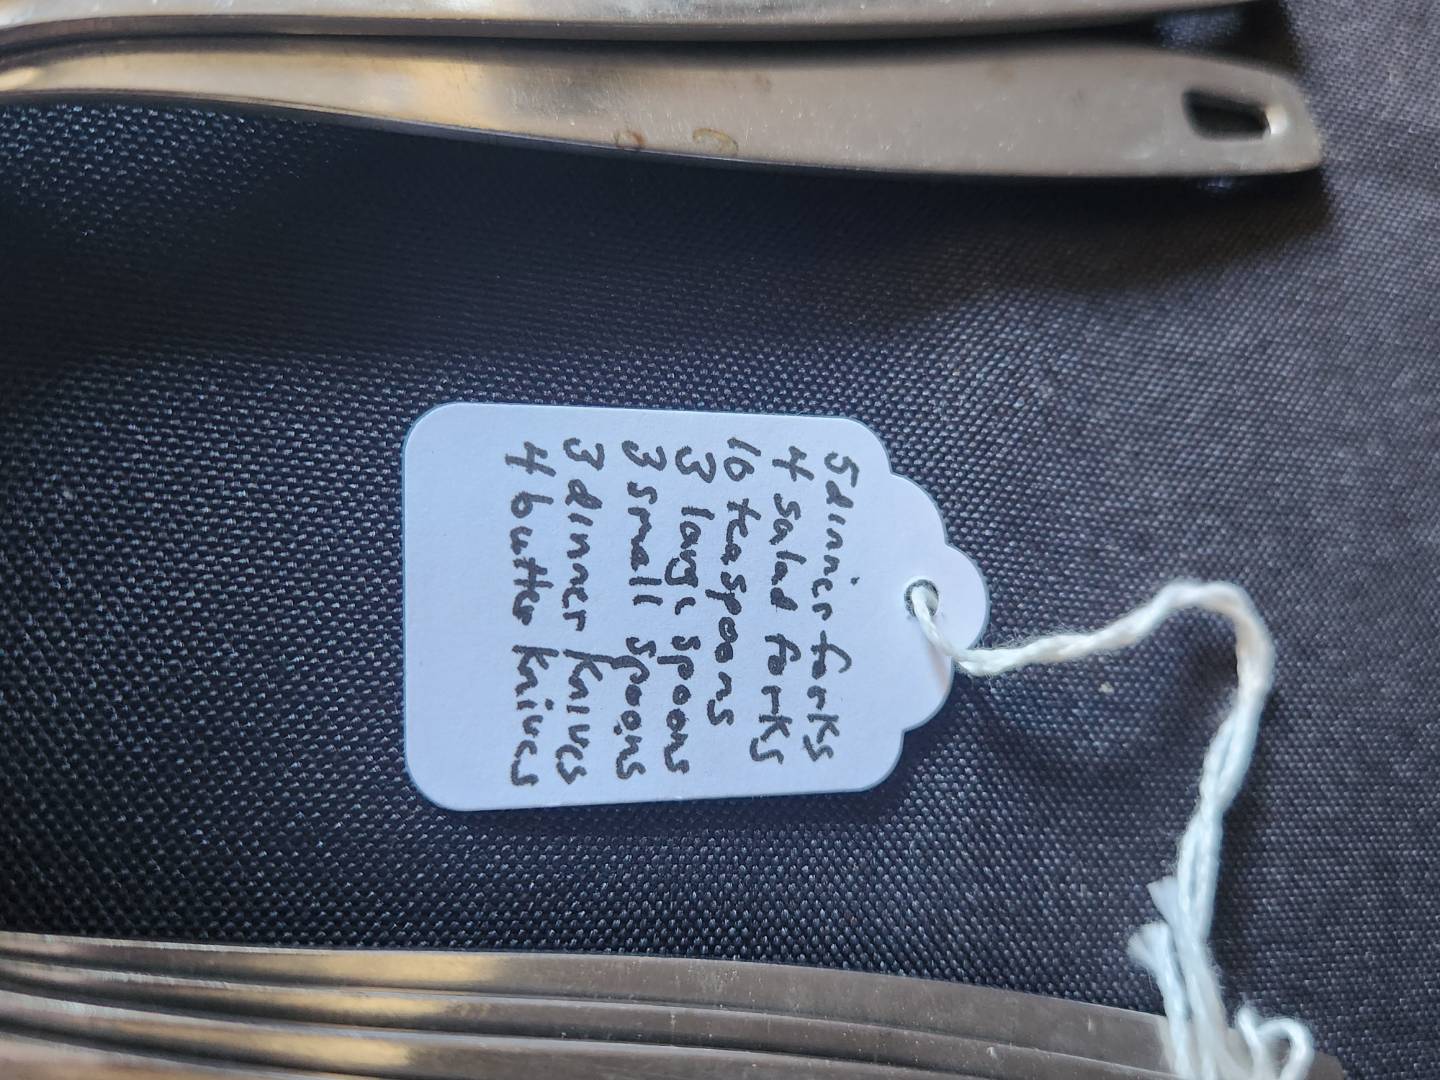 5 dinner forks
4 salad forks
10 teaspoons
3 large spoons
3 small spoons
3 dinner knives
4 butter knives